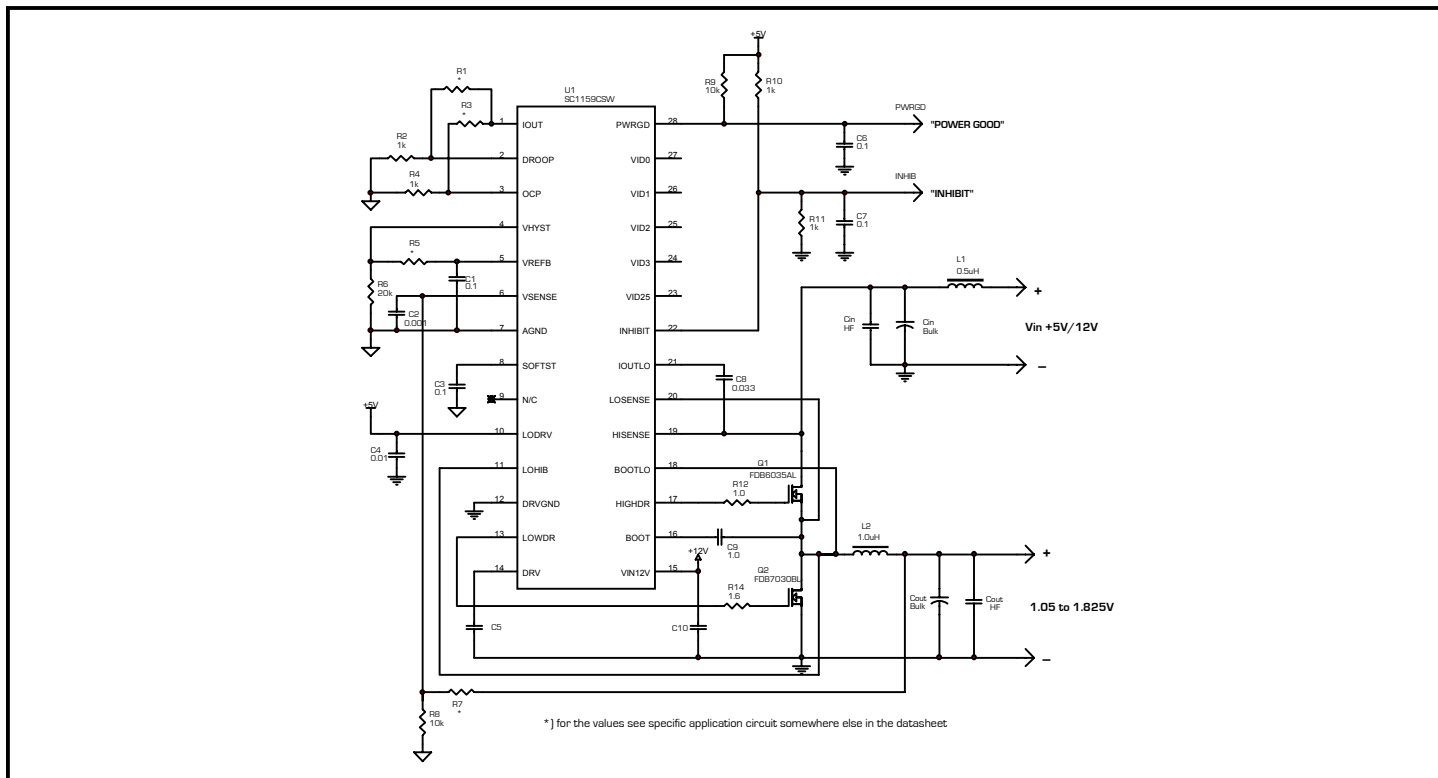 +5V
R1
*
R9
10k
R10
1k
U1
SC1159CSW
R3
*
PWRGD
1
IOUT
PWRGD
28
"POWER GOOD"
R2
1k
C6
0.1
2
DROOP
VID0
27
R4
1k
INHIB
3
OCP
VID1
26
"INHIBIT"
R11
1k
C7
0.1
4
VHYST
VID2
25
R5
*
5
VREFB
VID3
24
L1
0.5uH
R6
20k
C1
0.1
6
VSENSE
VID25
23
+
C2
0.001
Cin
HF
Cin
Bulk
Vin +5V/12V
7
AGND
INHIBIT
22
8
SOFTST
IOUTLO
21
–
C3
0.1
C8
0.033
9
N/C
LOSENSE
20
+5V
10
LODRV
HISENSE
19
C4
0.01
11
LOHIB
BOOTLO
18
Q1
FDB6035AL
R12
1.0
12
DRVGND
HIGHDR
17
L2
1.0uH
13
LOWDR
BOOT
16
C9
1.0
+12V
+
14
DRV
VIN12V
15
Q2
FDB7030BL
R14
1.6
Cout
Bulk
Cout
HF
1.05 to 1.825V
C5
C10
–
R7
*
R8
10k
*) for the values see specific application circuit somewhere else in the datasheet